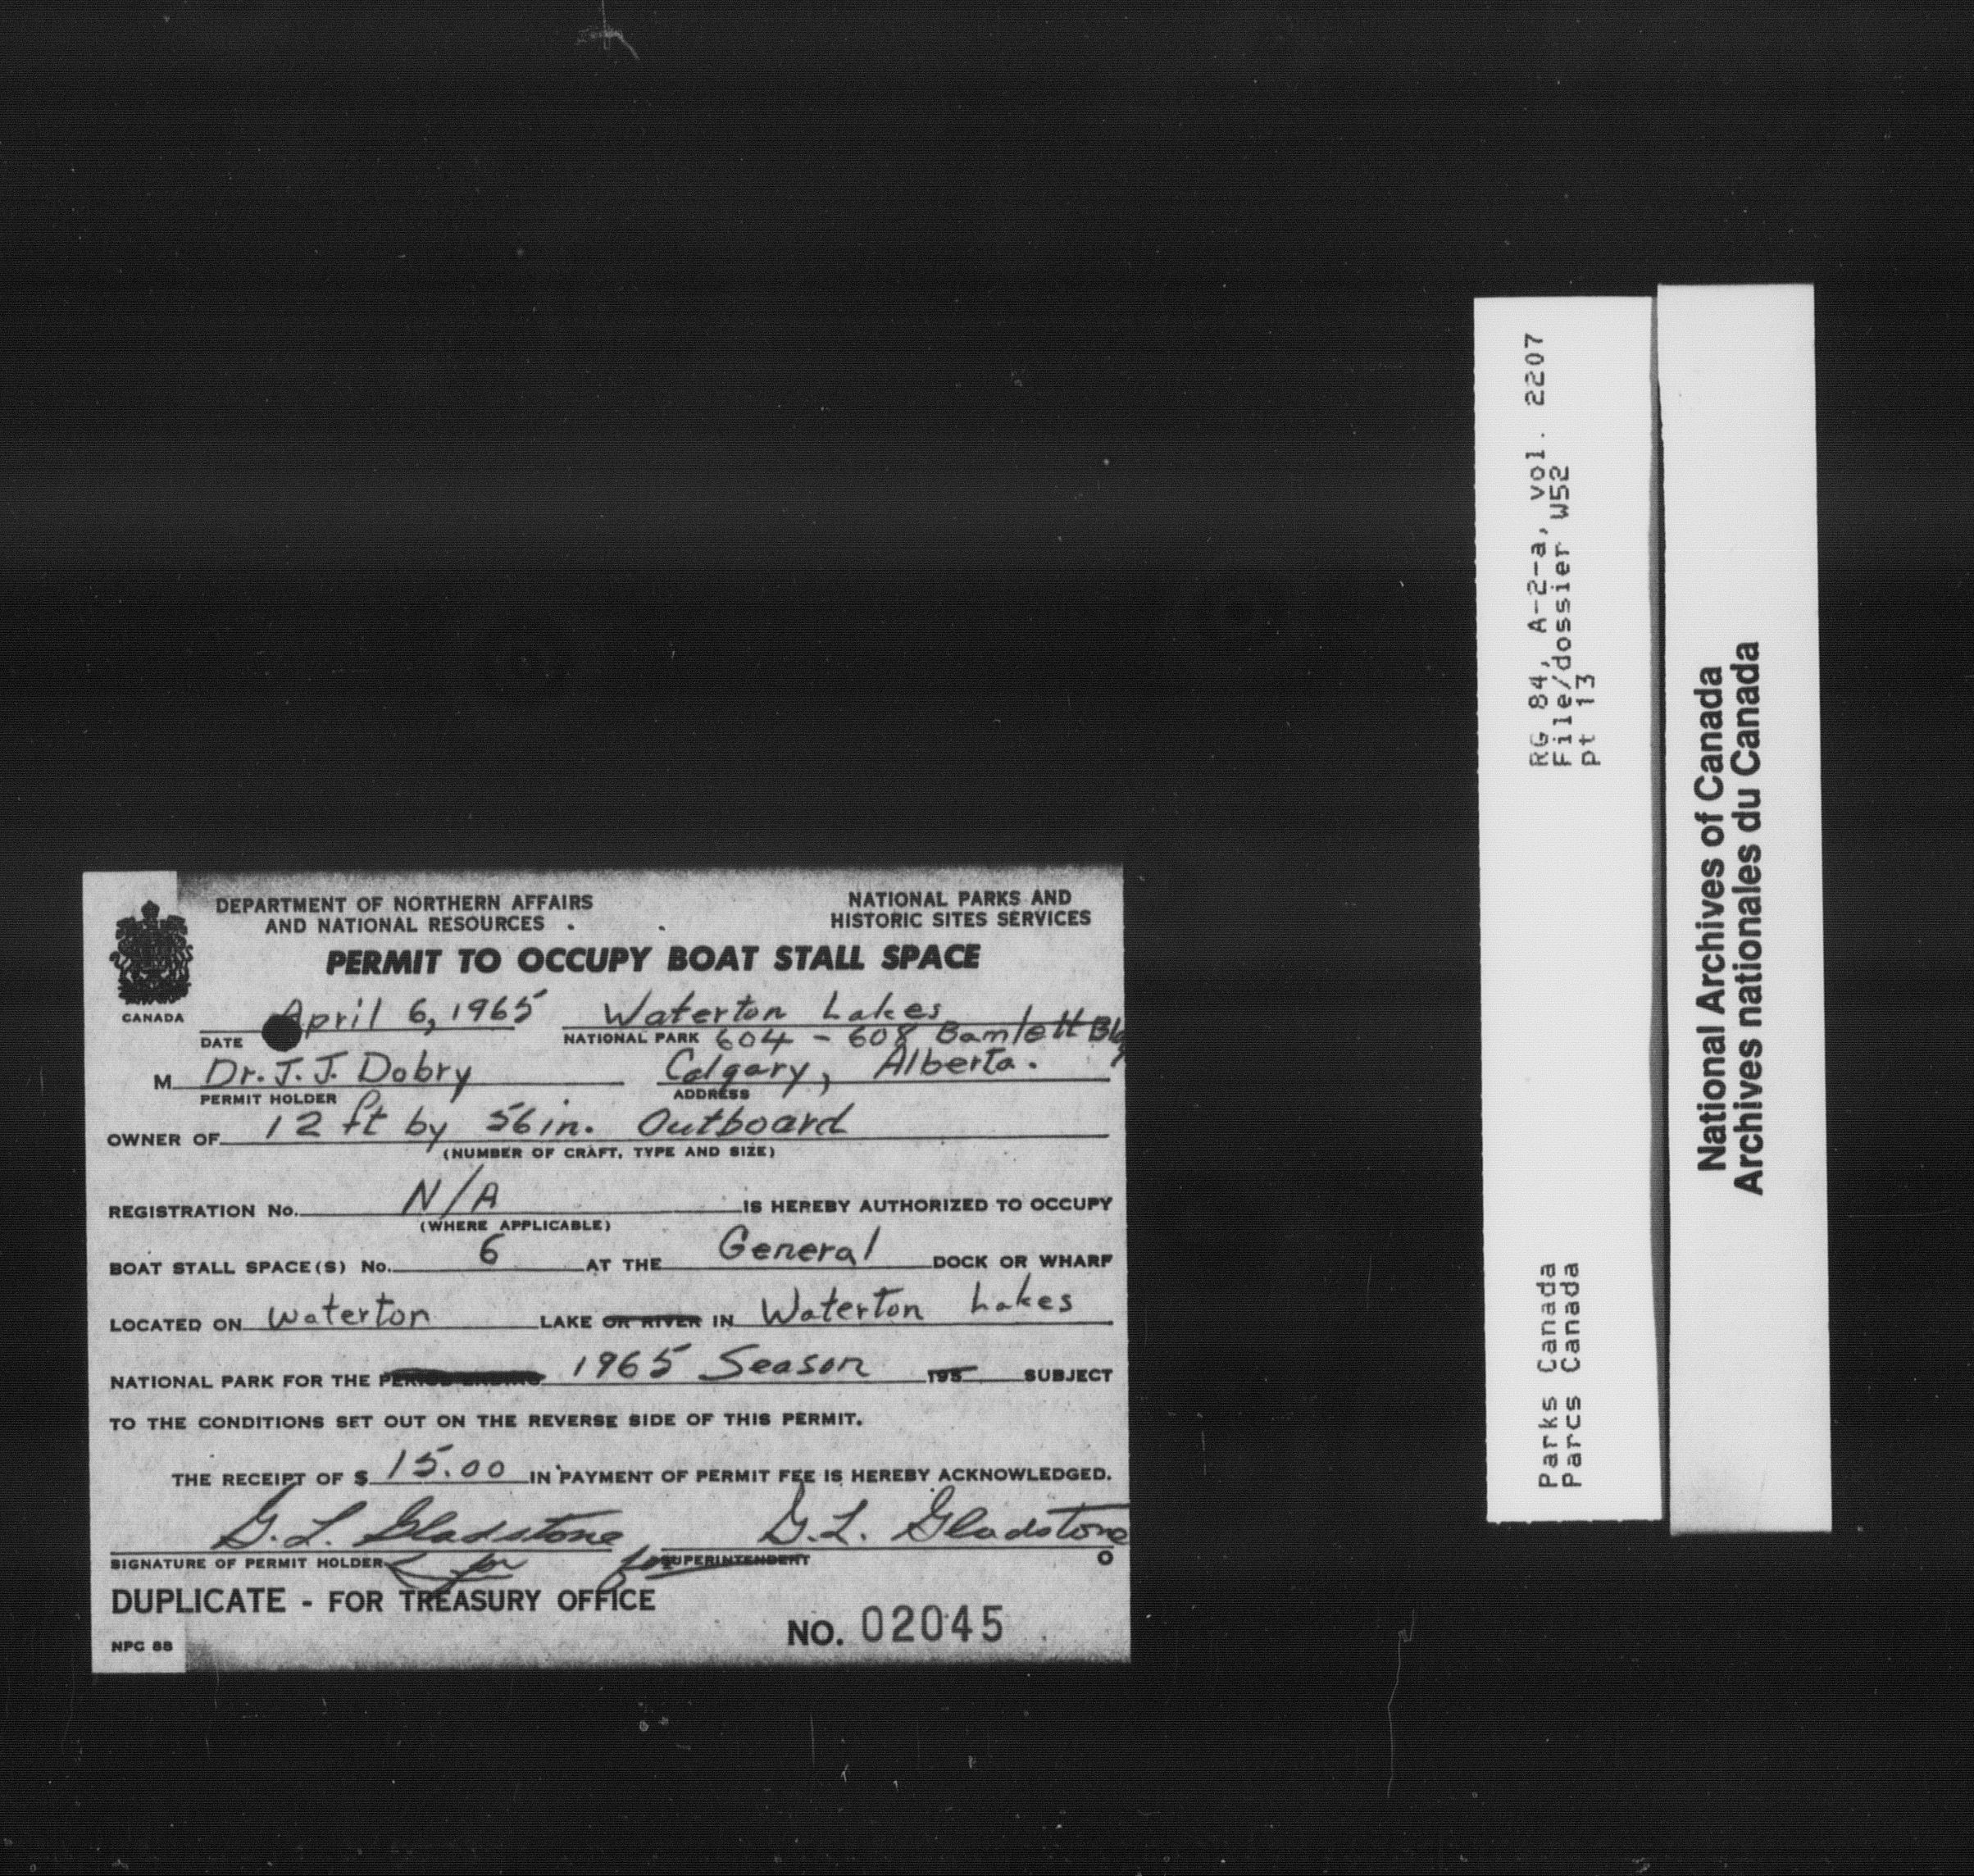 DEPARTMENT OF NORTHERN AFFAIRS
AND NATIONAL RESOURCES
NATIONAL PARKS AND
HISTORIC SITES SERVICES
PERMIT TO OCCUPY BOAT STALL SPACE
CANADA
April 6, 1965 Waterton Lakes
DATE NATIONAL PARK 604 - 608 Bamlett Bldg
M Dr. J. J. Dobry Calgary, Alberta.
PERMIT HOLDER ADDRESS
OWNER OF 12 ft by 56 in. Outboard
(NUMBER OF CRAFT, TYPE AND SIZE)
REGISTRATION No. N/A IS HEREBY AUTHORIZED TO OCCUPY
(WHERE APPLICABLE)
BOAT STALL SPACE(S) No. 6 AT THE General DOCK OR WHARF
LOCATED ON Waterton LAKE OR RIVER IN Waterton Lakes
NATIONAL PARK FOR THE PERIOD ENDING 1965 Season 195 SUBJECT
TO THE CONDITIONS SET OUT ON THE REVERSE SIDE OF THIS PERMIT.
THE RECEIPT OF $ 15.00 IN PAYMENT OF PERMIT FEE IS HEREBY ACKNOWLEDGED.
G. L. Gladstone G. L. Gladstone
SIGNATURE OF PERMIT HOLDER for for SUPERINTENDENT
DUPLICATE - FOR TREASURY OFFICE
NO. 02045
NPC 88
RG 84, A-2-a, vol. 2207
File/dossier W52
pt 13
Parks Canada
Parcs Canada
National Archives of Canada
Archives nationales du Canada